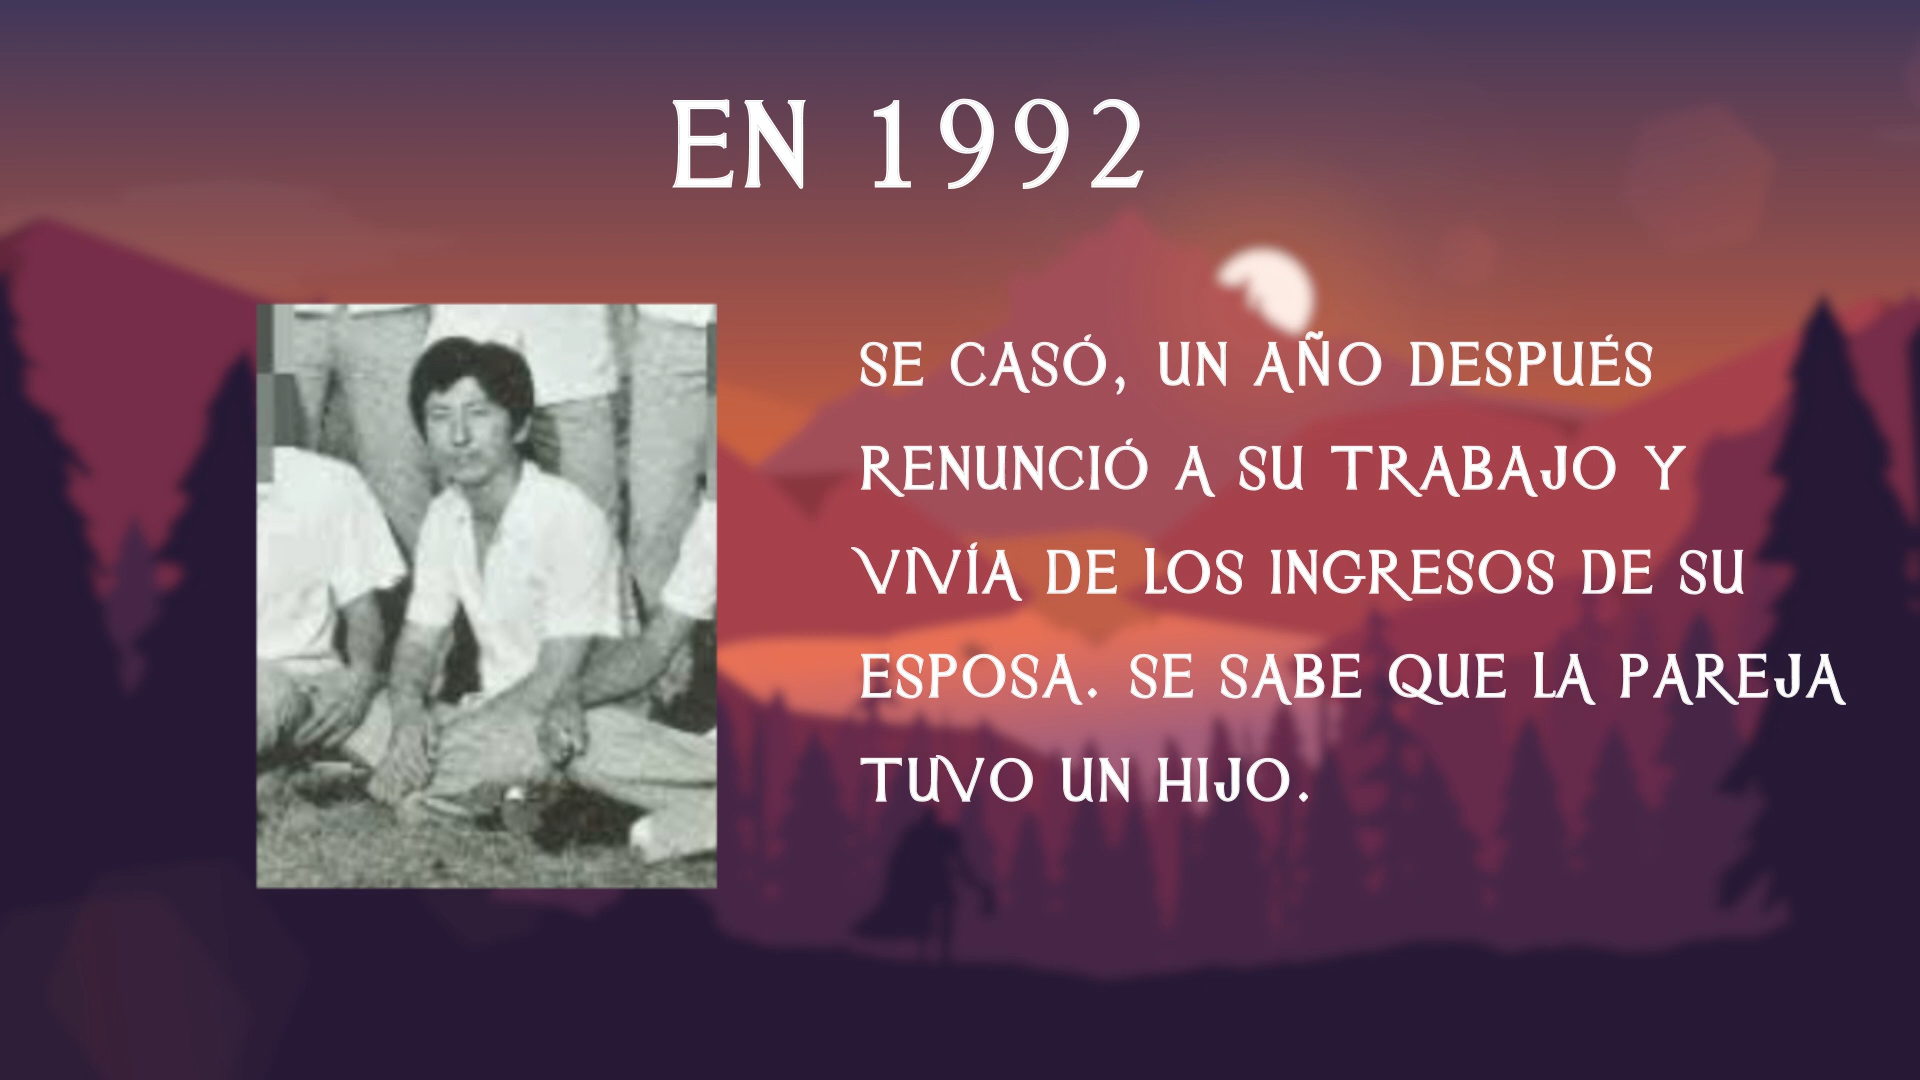 EN 1992
SE CASÓ, UN AÑO DESPUÉS
RENUNCIÓ A SU TRABAJO Y
VIVÍA DE LOS INGRESOS DE SU
ESPOSA. SE SABE QUE LA PAREJA
TUVO UN HIJO.